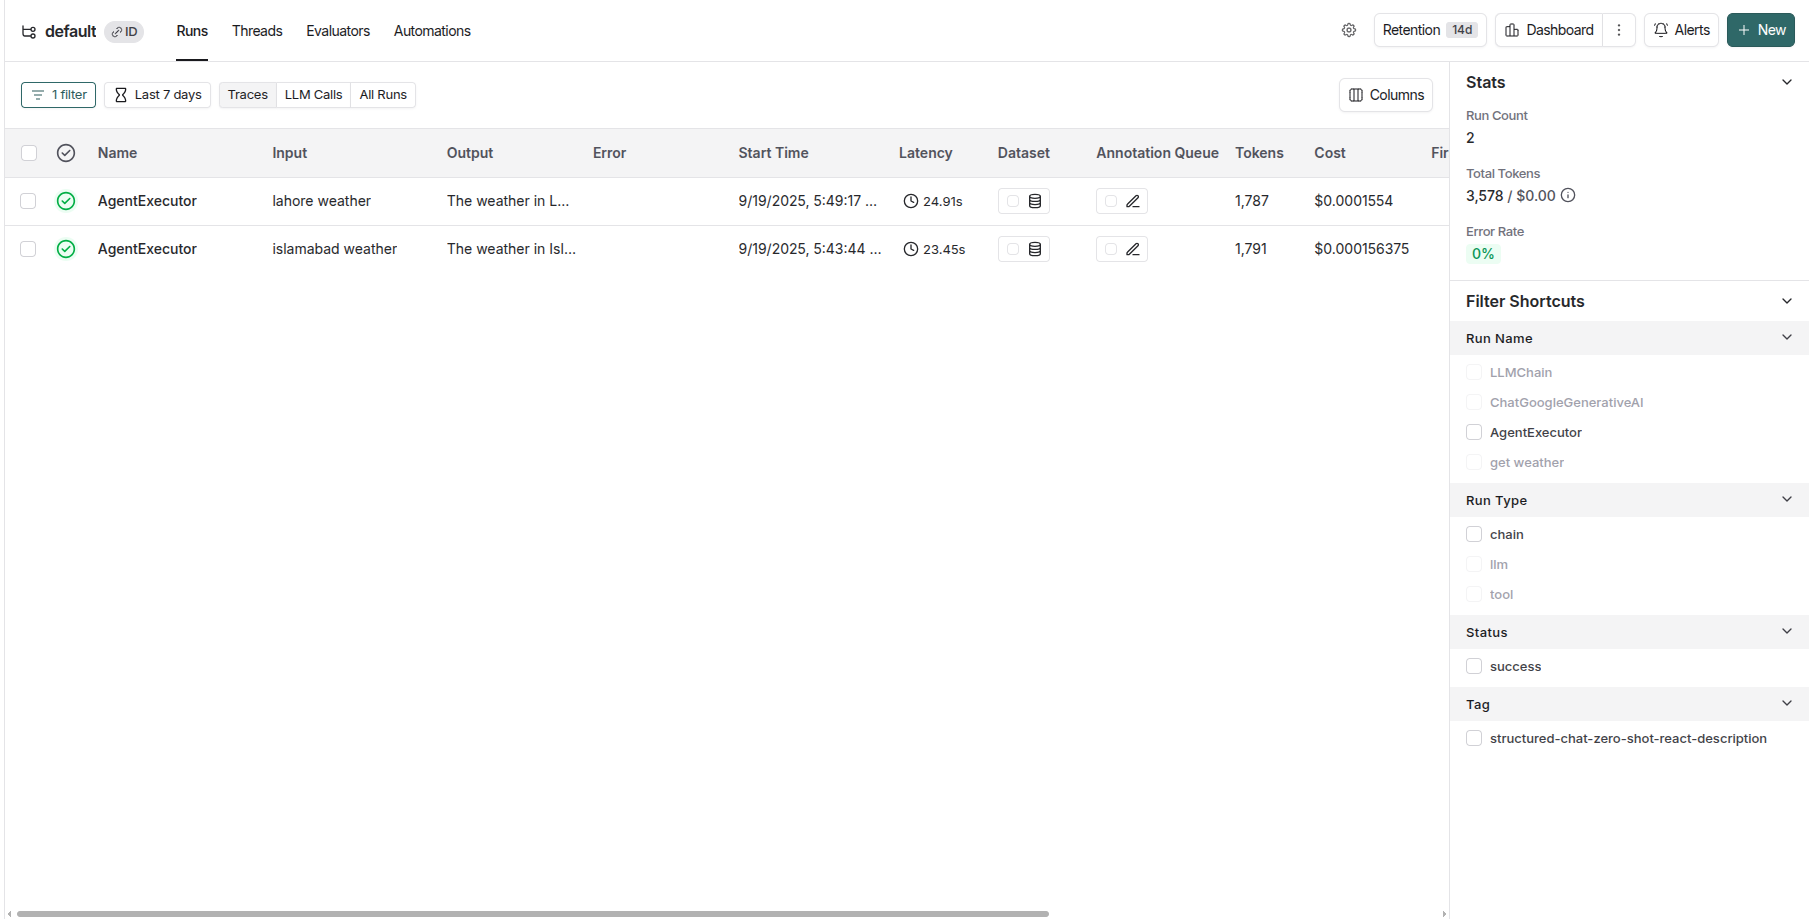 default ID Runs Threads Evaluators Automations Retention 14d Dashboard Alerts + New
1 filter Last 7 days Traces LLM Calls All Runs Columns
Name Input Output Error Start Time Latency Dataset Annotation Queue Tokens Cost Fir
AgentExecutor lahore weather The weather in L... 9/19/2025, 5:49:17 ... 24.91s 1,787 $0.0001554
AgentExecutor islamabad weather The weather in Isl... 9/19/2025, 5:43:44 ... 23.45s 1,791 $0.000156375
Stats
Run Count
2
Total Tokens
3,578 / $0.00
Error Rate
0%
Filter Shortcuts
Run Name
LLMChain
ChatGoogleGenerativeAI
AgentExecutor
get weather
Run Type
chain
llm
tool
Status
success
Tag
structured-chat-zero-shot-react-description